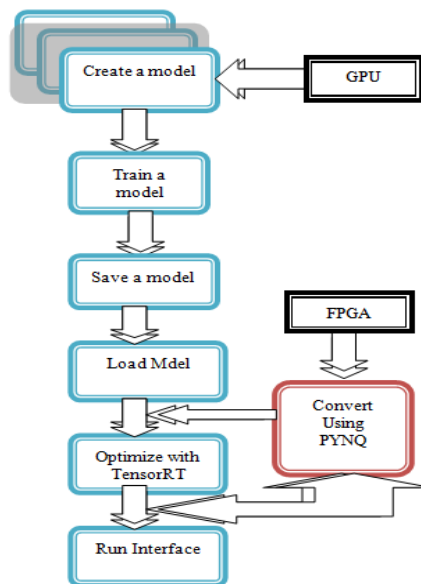 Create a model
GPU
Train a
model
Save a model
FPGA
Load Mdel
Convert
Using
PYNQ
Optimize with
TensorRT
Run Interface